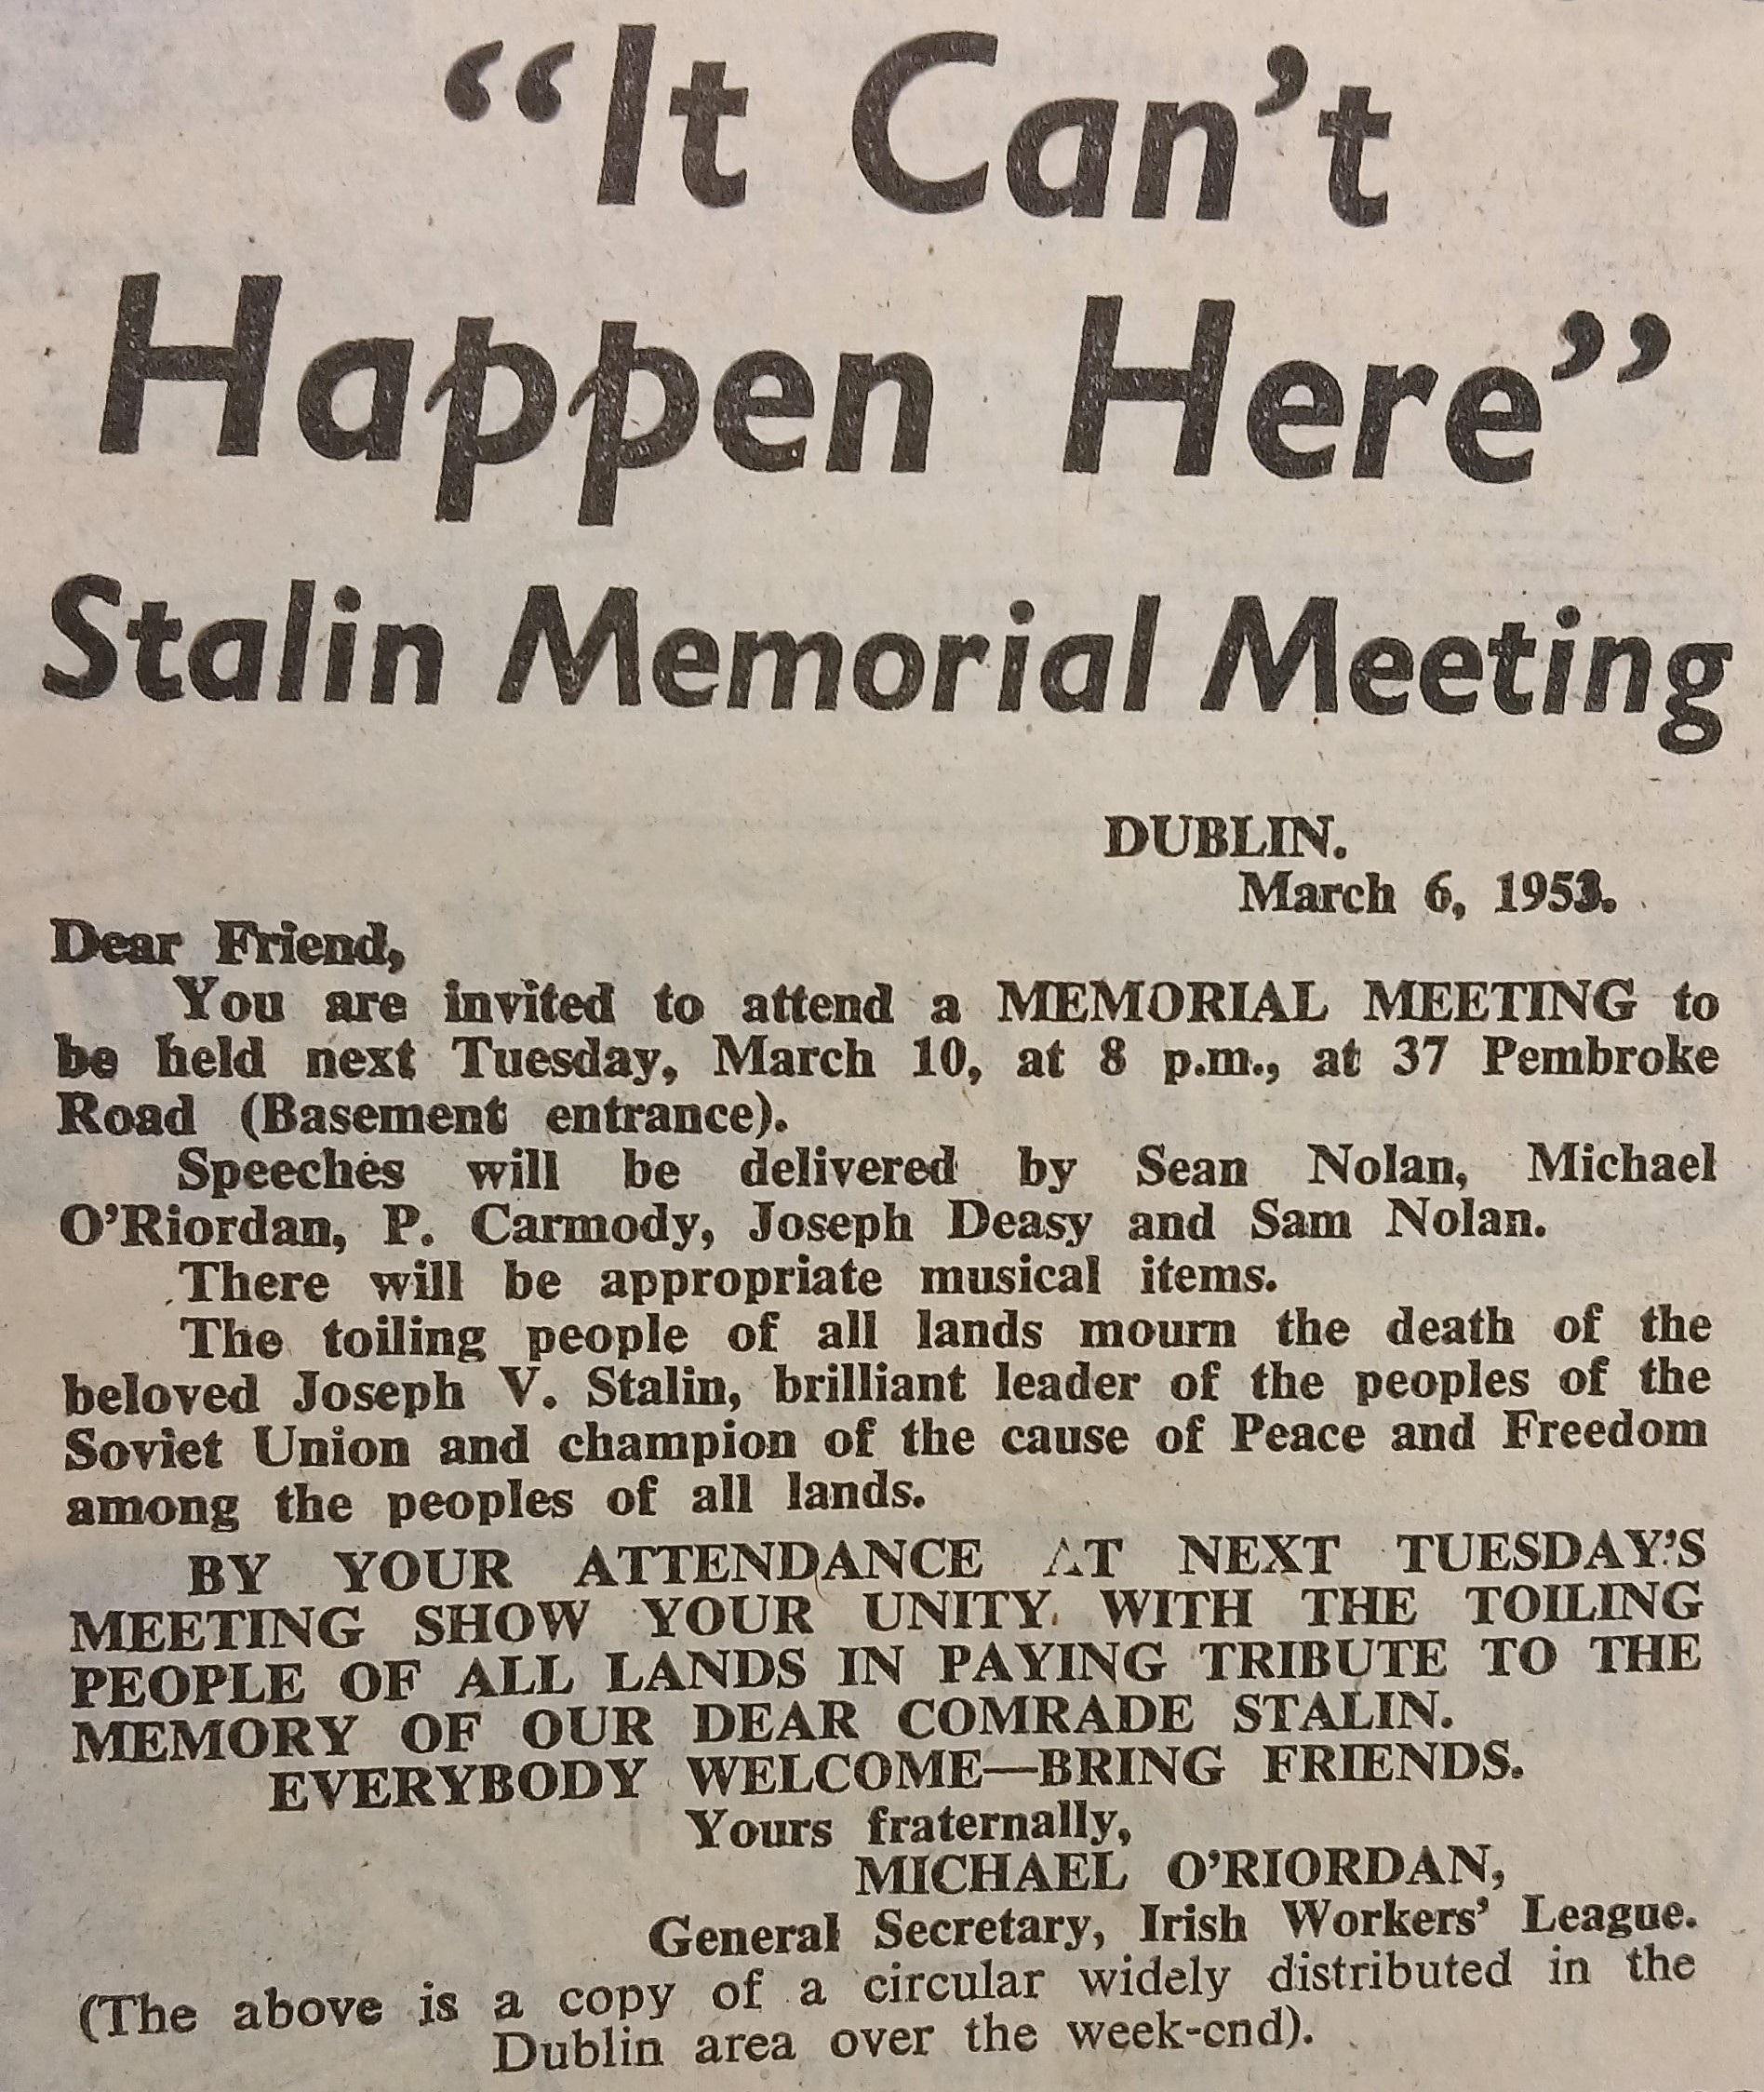 “It Can’t
Happen Here”
Stalin Memorial Meeting
DUBLIN.
March 6, 1953.
Dear Friend,
You are invited to attend a MEMORIAL MEETING to
be held next Tuesday, March 10, at 8 p.m., at 37 Pembroke
Road (Basement entrance).
Speeches will be delivered by Sean Nolan, Michael
O’Riordan, P. Carmody, Joseph Deasy and Sam Nolan.
There will be appropriate musical items.
The toiling people of all lands mourn the death of the
beloved Joseph V. Stalin, brilliant leader of the peoples of the
Soviet Union and champion of the cause of Peace and Freedom
among the peoples of all lands.
BY YOUR ATTENDANCE AT NEXT TUESDAY’S
MEETING SHOW YOUR UNITY WITH THE TOILING
PEOPLE OF ALL LANDS IN PAYING TRIBUTE TO THE
MEMORY OF OUR DEAR COMRADE STALIN.
EVERYBODY WELCOME—BRING FRIENDS.
Yours fraternally,
MICHAEL O’RIORDAN,
General Secretary, Irish Workers’ League.
(The above is a copy of a circular widely distributed in the
Dublin area over the week-end).